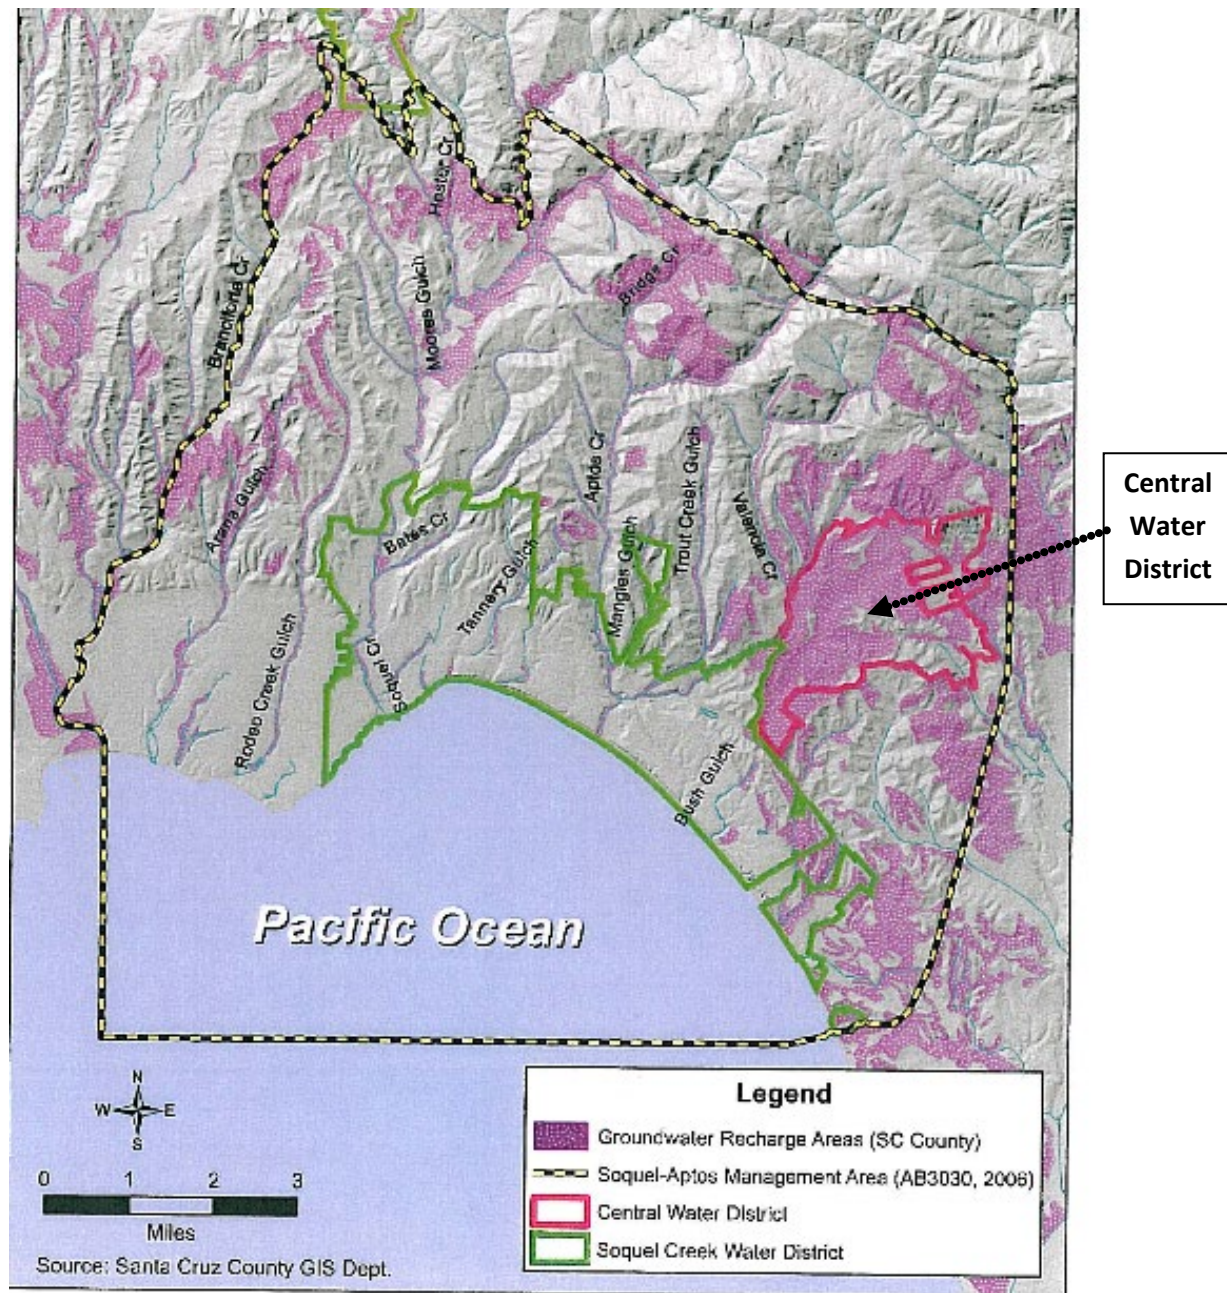 Branciforte Cr
Hester Cr
Moores Gulch
Bridge Cr
Arana Gulch
Rodeo Creek Gulch
Bates Cr
Soquel Cr
Tannery Gulch
Aptos Cr
Mangles Gulch
Trout Creek Gulch
Valencia Cr
Bush Gulch
Central
Water
District
Pacific Ocean
N
W E
S
0 1 2 3
Miles
Source: Santa Cruz County GIS Dept.
Legend
Groundwater Recharge Areas (SC County)
Soquel-Aptos Management Area (AB3030, 2006)
Central Water District
Soquel Creek Water District